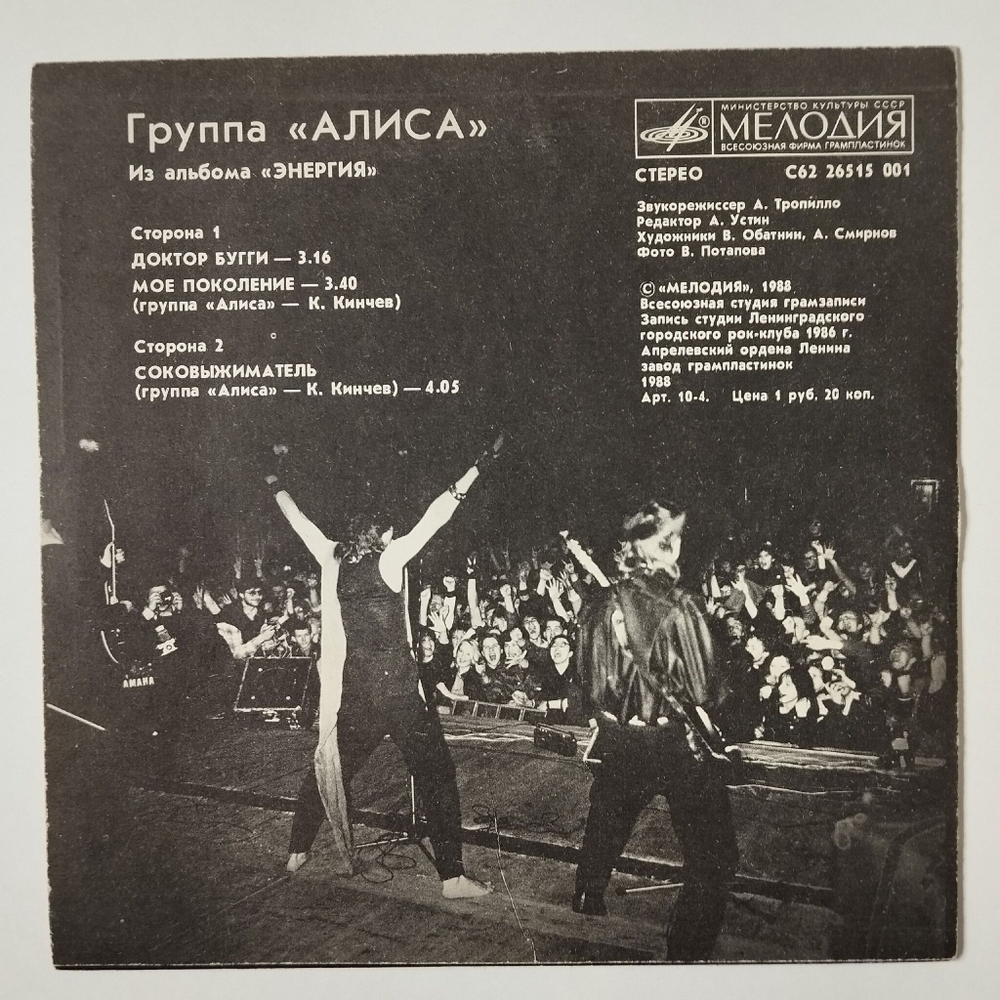 Группа «АЛИСА»
Из альбома «ЭНЕРГИЯ»
Сторона 1
ДОКТОР БУГГИ — 3.16
МОЕ ПОКОЛЕНИЕ — 3.40
(группа «Алиса» — К. Кинчев)
Сторона 2
СОКОВЫЖИМАТЕЛЬ
(группа «Алиса» — К. Кинчев) — 4.05
МИНИСТЕРСТВО КУЛЬТУРЫ СССР
® МЕЛОДИЯ
ВСЕСОЮЗНАЯ ФИРМА ГРАМПЛАСТИНОК
СТЕРЕО С62 26515 001
Звукорежиссер А. Тропилло
Редактор А. Устин
Художники В. Обатнин, А. Смирнов
Фото В. Потапова
© «МЕЛОДИЯ», 1988
Всесоюзная студия грамзаписи
Запись студии Ленинградского
городского рок-клуба 1986 г.
Апрелевский ордена Ленина
завод грампластинок
1988
Арт. 10-4. Цена 1 руб. 20 коп.
AMAHA